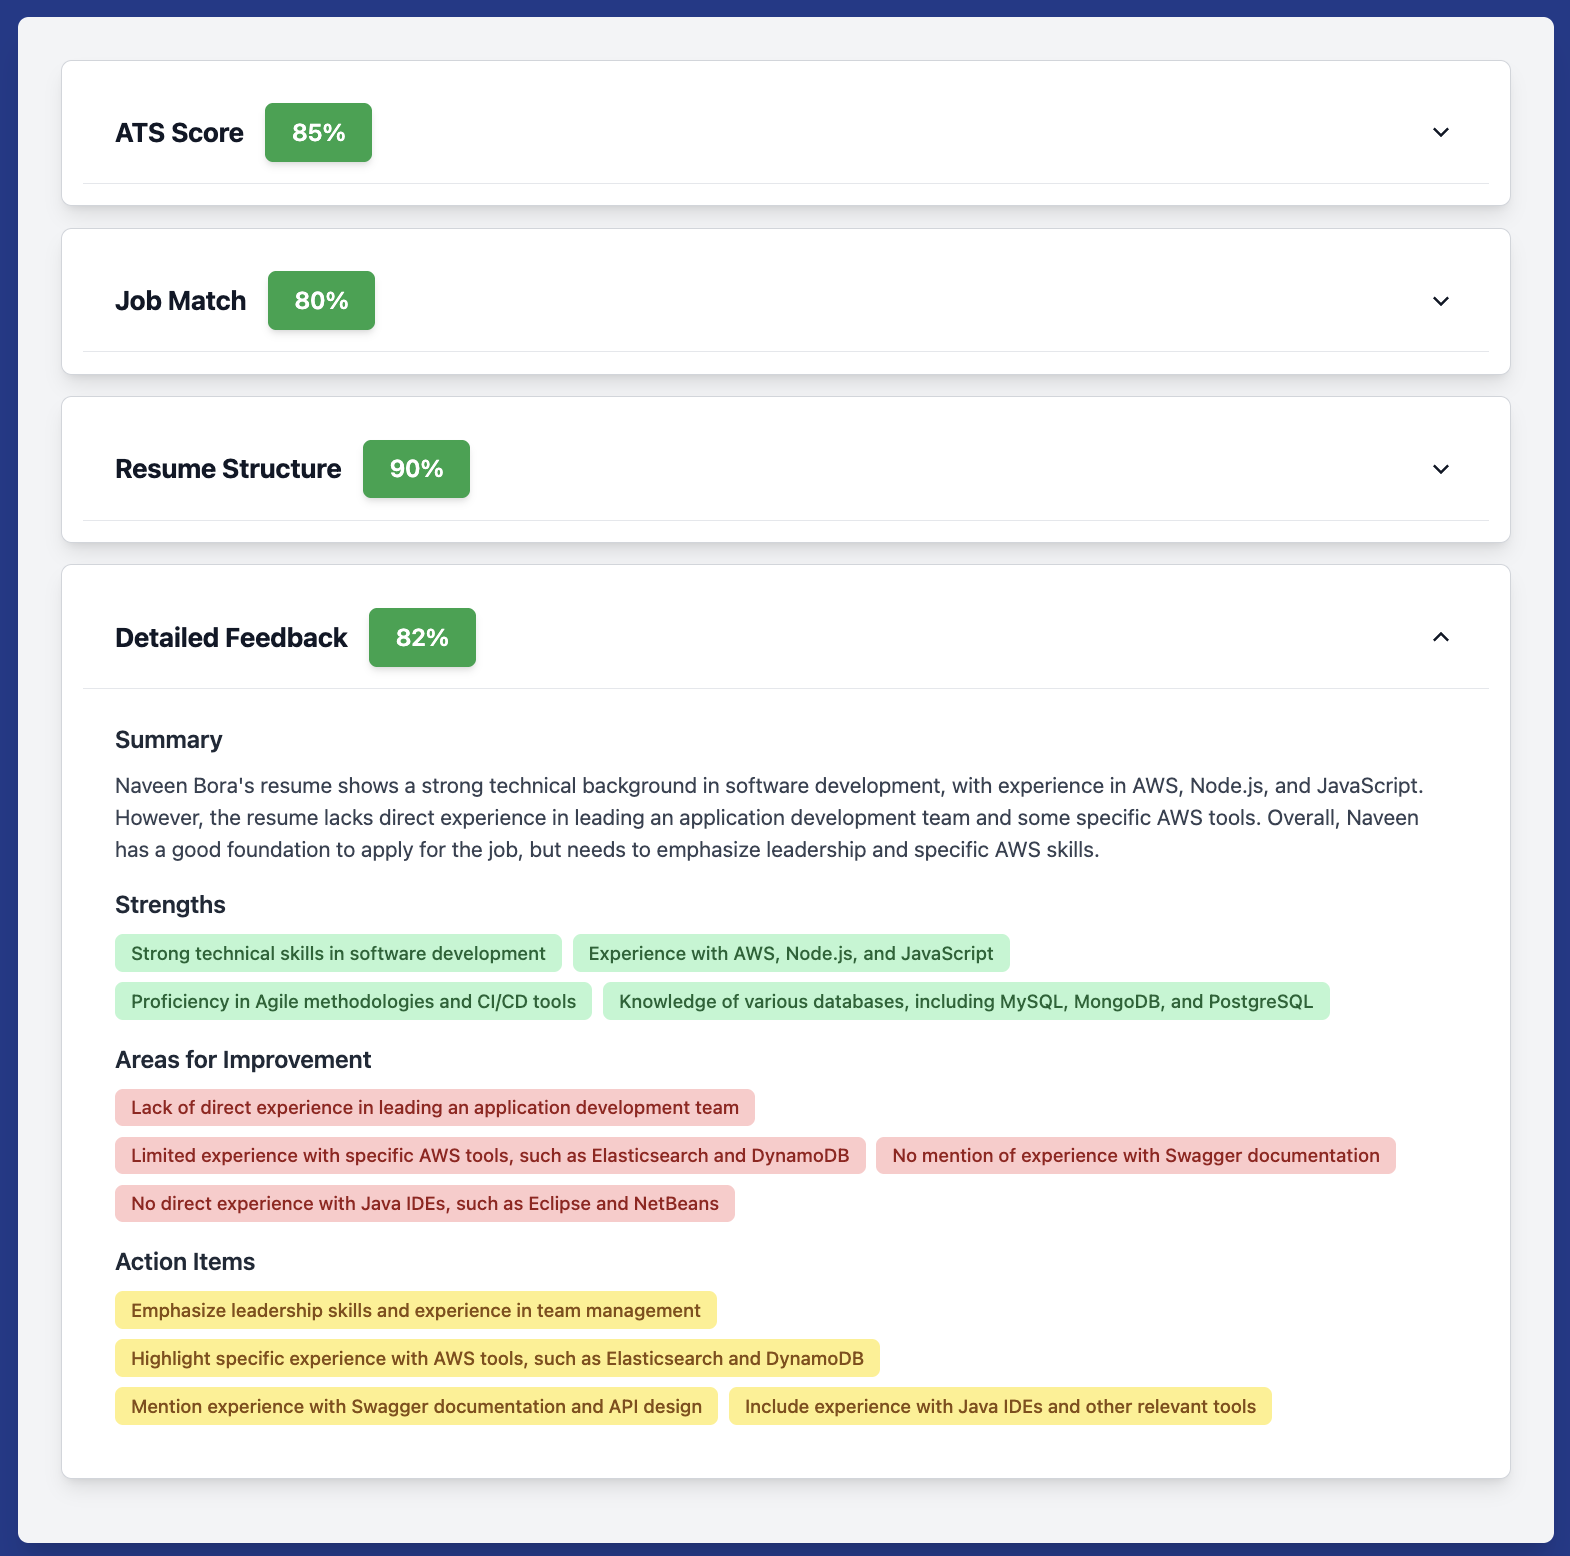 ATS Score 85%
Job Match 80%
Resume Structure 90%
Detailed Feedback 82%
Summary
Naveen Bora's resume shows a strong technical background in software development, with experience in AWS, Node.js, and JavaScript.
However, the resume lacks direct experience in leading an application development team and some specific AWS tools. Overall, Naveen
has a good foundation to apply for the job, but needs to emphasize leadership and specific AWS skills.
Strengths
Strong technical skills in software development Experience with AWS, Node.js, and JavaScript
Proficiency in Agile methodologies and CI/CD tools Knowledge of various databases, including MySQL, MongoDB, and PostgreSQL
Areas for Improvement
Lack of direct experience in leading an application development team
Limited experience with specific AWS tools, such as Elasticsearch and DynamoDB No mention of experience with Swagger documentation
No direct experience with Java IDEs, such as Eclipse and NetBeans
Action Items
Emphasize leadership skills and experience in team management
Highlight specific experience with AWS tools, such as Elasticsearch and DynamoDB
Mention experience with Swagger documentation and API design Include experience with Java IDEs and other relevant tools